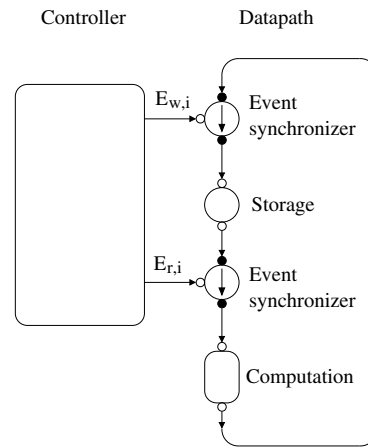 Controller
Datapath
E_w,i
Event
synchronizer
Storage
E_r,i
Event
synchronizer
Computation